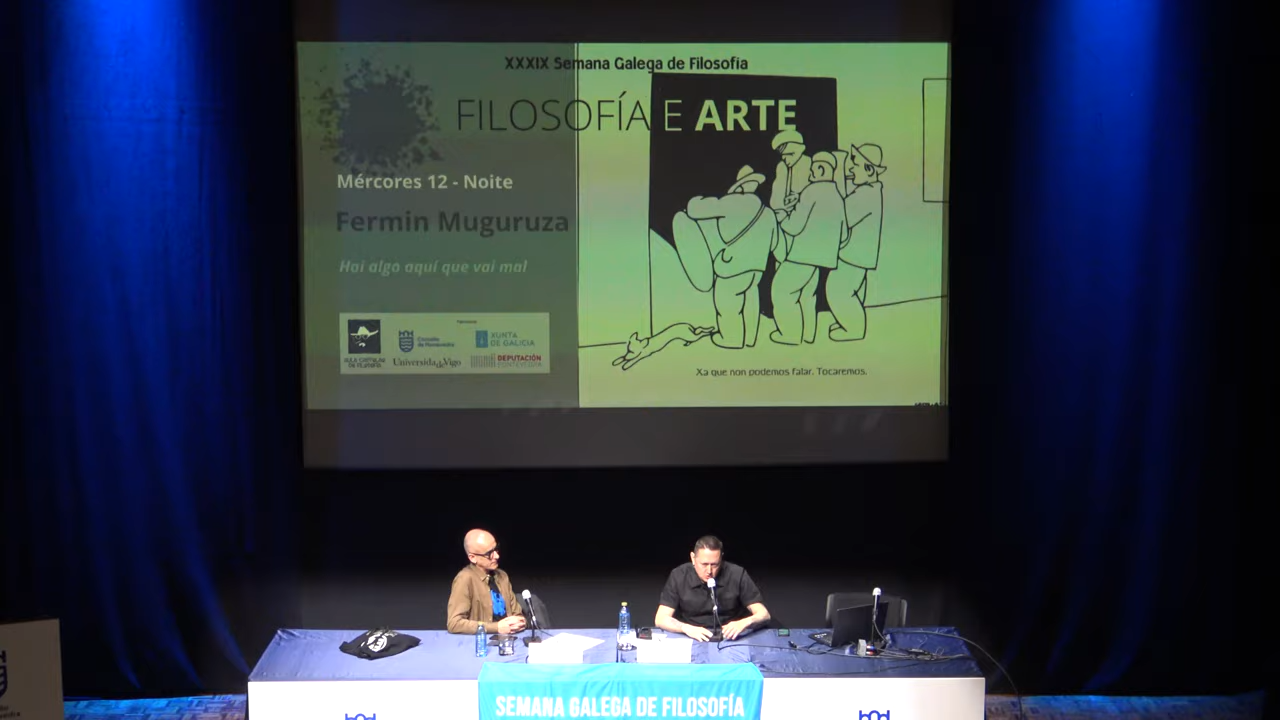 XXXIX Semana Galega de Filosofía
FILOSOFÍA E ARTE
Mércores 12 - Noite
Fermin Muguruza
Hai algo aquí que vai mal
XUNTA
DE GALICIA
Universidade de Vigo
DEPUTACIÓN
PONTEVEDRA
Xa que non podemos falar. Tocaremos.
SEMANA GALEGA DE FILOSOFÍA